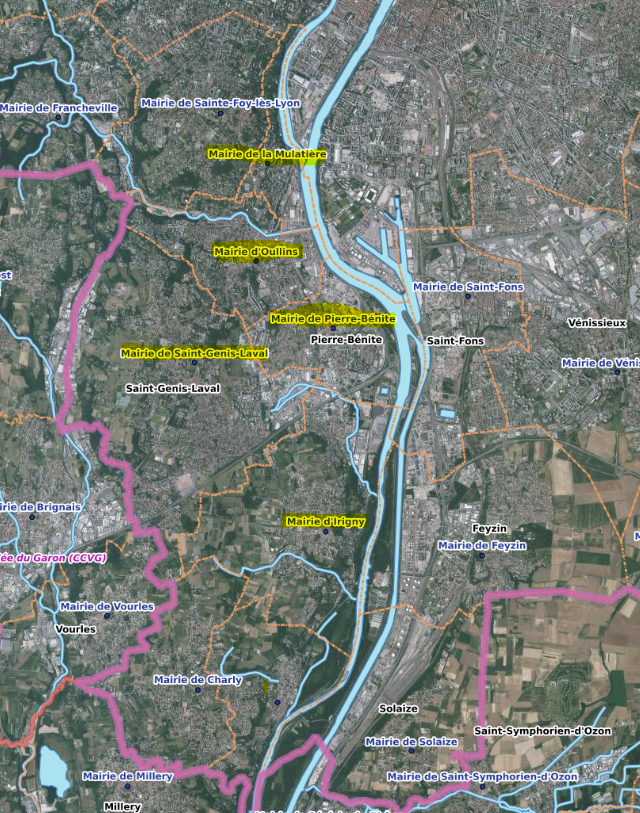 Mairie de Francheville
Mairie de Sainte-Foy-lès-Lyon
Mairie de la Mulatière
Mairie d'Oullins
Mairie de Saint-Fons
Mairie de Pierre-Bénite
Vénissieux
Pierre-Bénite
Saint-Fons
Mairie de Saint-Genis-Laval
Mairie de Vénis
Saint-Genis-Laval
irie de Brignais
Mairie d'Irigny
Feyzin
Mairie de Feyzin
ée du Garon (CCVG)
Mairie de Vourles
Vourles
Mairie de Charly
Solaize
Saint-Symphorien-d'Ozon
Mairie de Solaize
Mairie de Millery
Mairie de Saint-Symphorien-d'Ozon
Millery